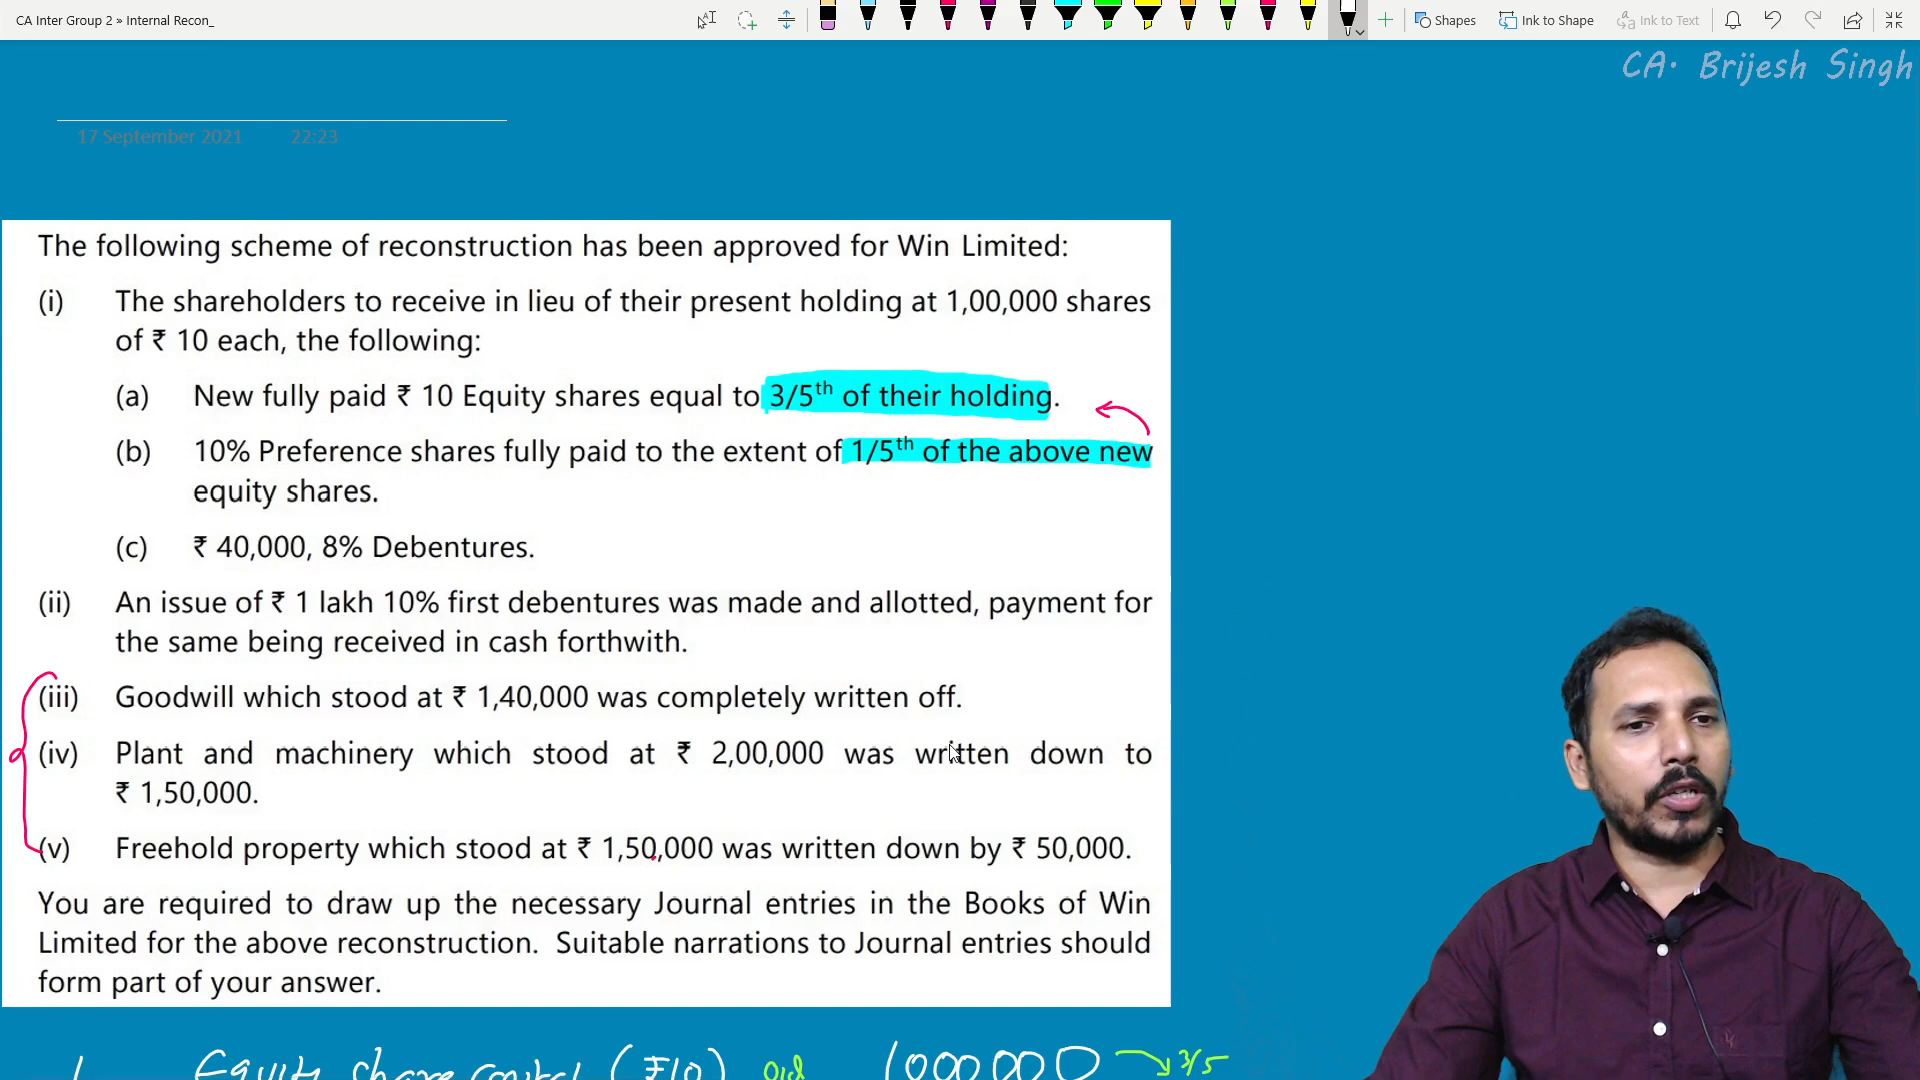 CA Inter Group 2 » Internal Recon_
Shapes
Ink to Shape
Ink to Text
CA. Brijesh Singh
17 September 2021 22:23
The following scheme of reconstruction has been approved for Win Limited:
(i) The shareholders to receive in lieu of their present holding at 1,00,000 shares
of ₹ 10 each, the following:
(a) New fully paid ₹ 10 Equity shares equal to 3/5th of their holding.
(b) 10% Preference shares fully paid to the extent of 1/5th of the above new
equity shares.
(c) ₹ 40,000, 8% Debentures.
(ii) An issue of ₹ 1 lakh 10% first debentures was made and allotted, payment for
the same being received in cash forthwith.
(iii) Goodwill which stood at ₹ 1,40,000 was completely written off.
(iv) Plant and machinery which stood at ₹ 2,00,000 was written down to
₹ 1,50,000.
(v) Freehold property which stood at ₹ 1,50,000 was written down by ₹ 50,000.
You are required to draw up the necessary Journal entries in the Books of Win
Limited for the above reconstruction. Suitable narrations to Journal entries should
form part of your answer.
1 Equity share capital (₹10) Old 1000000 3/5